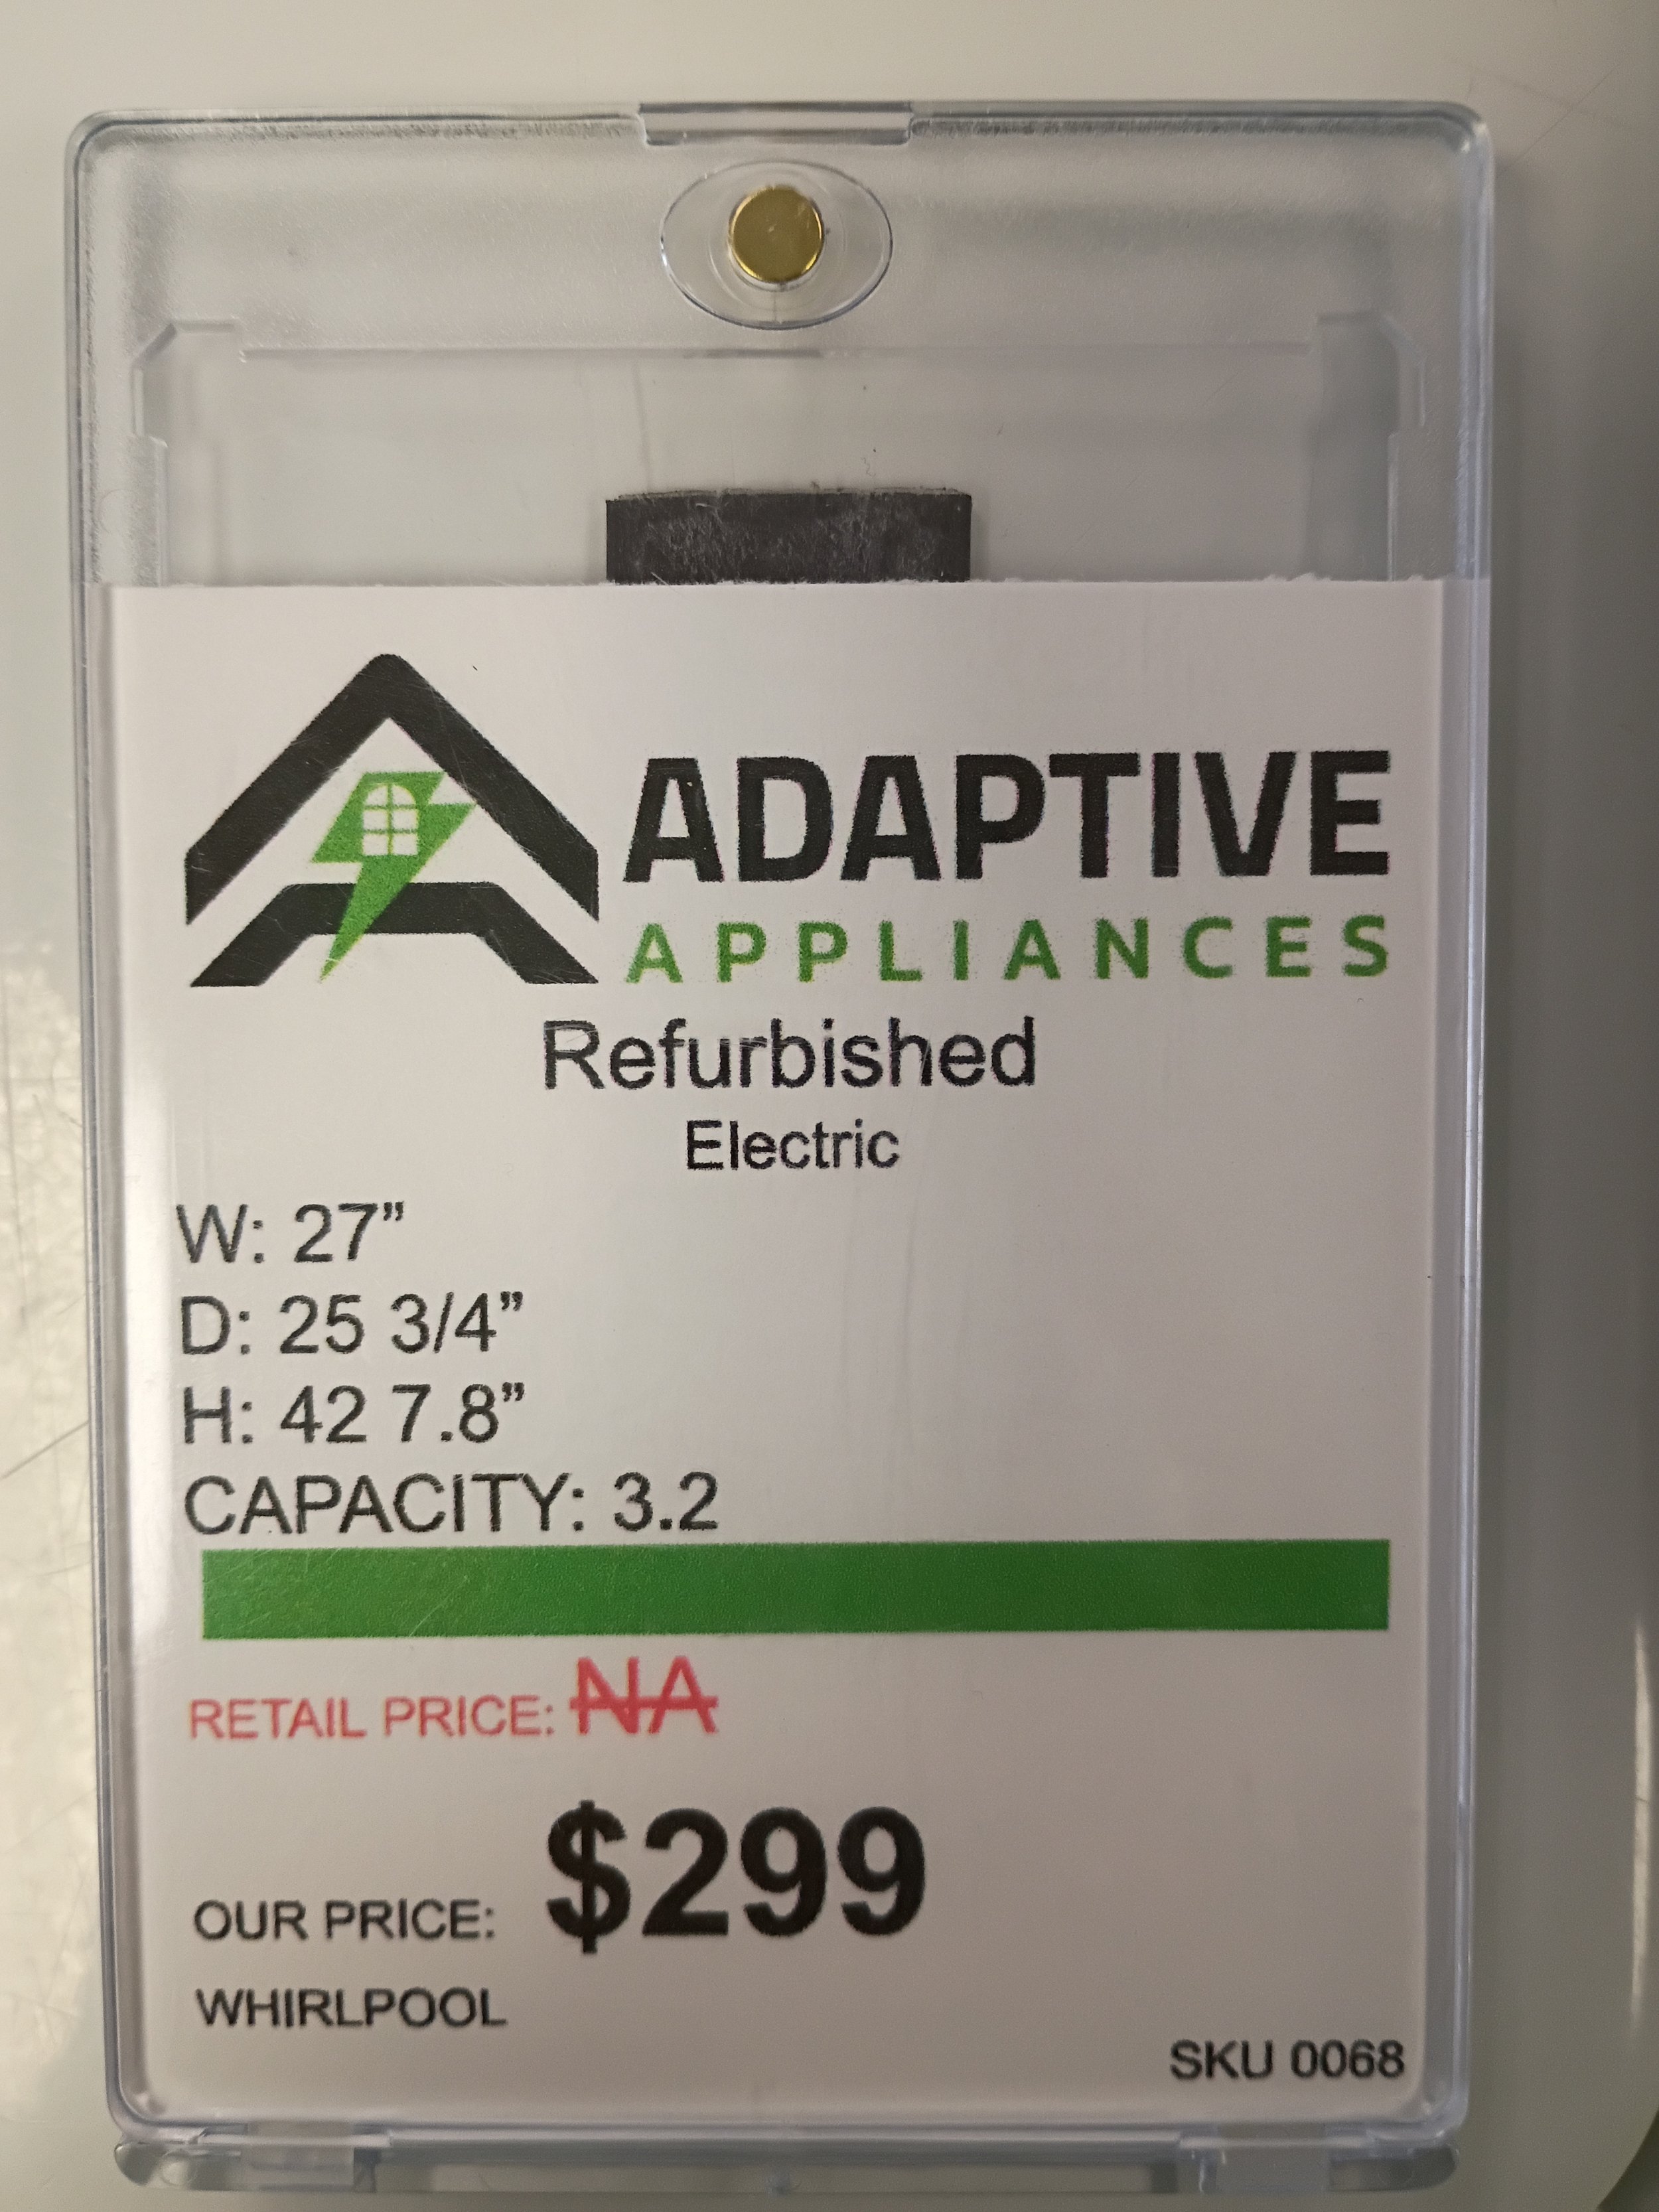 ADAPTIVE
APPLIANCES
Refurbished
Electric
W: 27”
D: 25 3/4”
H: 42 7.8”
CAPACITY: 3.2
RETAIL PRICE: NA
OUR PRICE: $299
WHIRLPOOL
SKU 0068